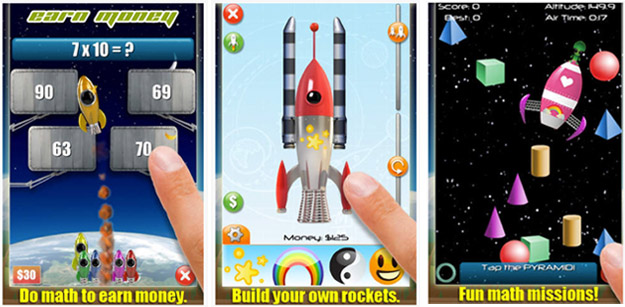 EARN MONEY
7 x 10 = ?
90
69
63
70
$30
Do math to earn money.
$
Money: $125
Build your own rockets.
Score: 0
Altitude: 149.9
Best: 0
Air Time: 0.17
Tap the PYRAMID!
Fun math missions!